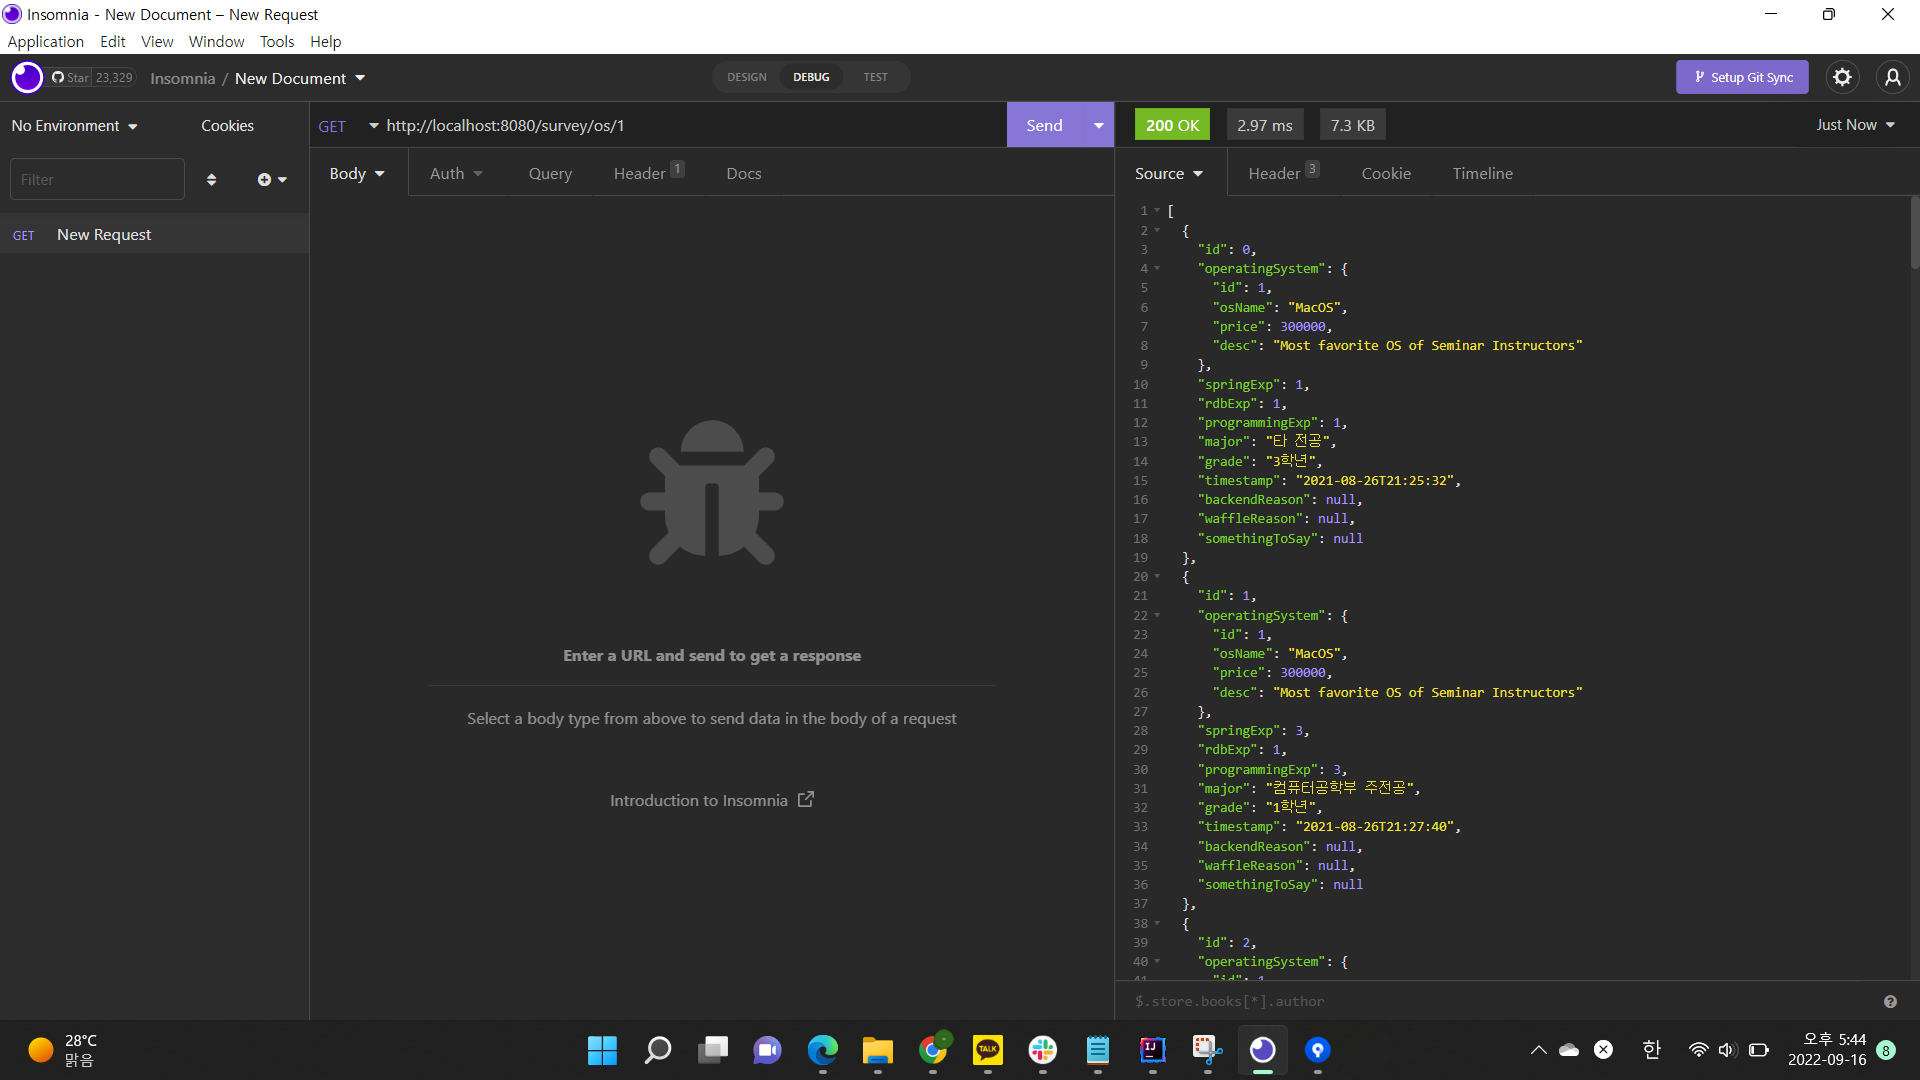 Insomnia - New Document – New Request
Application Edit View Window Tools Help
Star 23,329 Insomnia / New Document
DESIGN DEBUG TEST
Setup Git Sync
No Environment Cookies
Filter
GET New Request
GET http://localhost:8080/survey/os/1 Send
Body Auth Query Header 1 Docs
Enter a URL and send to get a response
Select a body type from above to send data in the body of a request
Introduction to Insomnia
200 OK 2.97 ms 7.3 KB Just Now
Source Header 3 Cookie Timeline
1 [
2 {
3 "id": 0,
4 "operatingSystem": {
5 "id": 1,
6 "osName": "MacOS",
7 "price": 300000,
8 "desc": "Most favorite OS of Seminar Instructors"
9 },
10 "springExp": 1,
11 "rdbExp": 1,
12 "programmingExp": 1,
13 "major": "타 전공",
14 "grade": "3학년",
15 "timestamp": "2021-08-26T21:25:32",
16 "backendReason": null,
17 "waffleReason": null,
18 "somethingToSay": null
19 },
20 {
21 "id": 1,
22 "operatingSystem": {
23 "id": 1,
24 "osName": "MacOS",
25 "price": 300000,
26 "desc": "Most favorite OS of Seminar Instructors"
27 },
28 "springExp": 3,
29 "rdbExp": 1,
30 "programmingExp": 3,
31 "major": "컴퓨터공학부 주전공",
32 "grade": "1학년",
33 "timestamp": "2021-08-26T21:27:40",
34 "backendReason": null,
35 "waffleReason": null,
36 "somethingToSay": null
37 },
38 {
39 "id": 2,
40 "operatingSystem": {
41 "id": 1
$.store.books[*].author
28°C
맑음
TALK
IJ
한
오후 5:44
2022-09-16
8